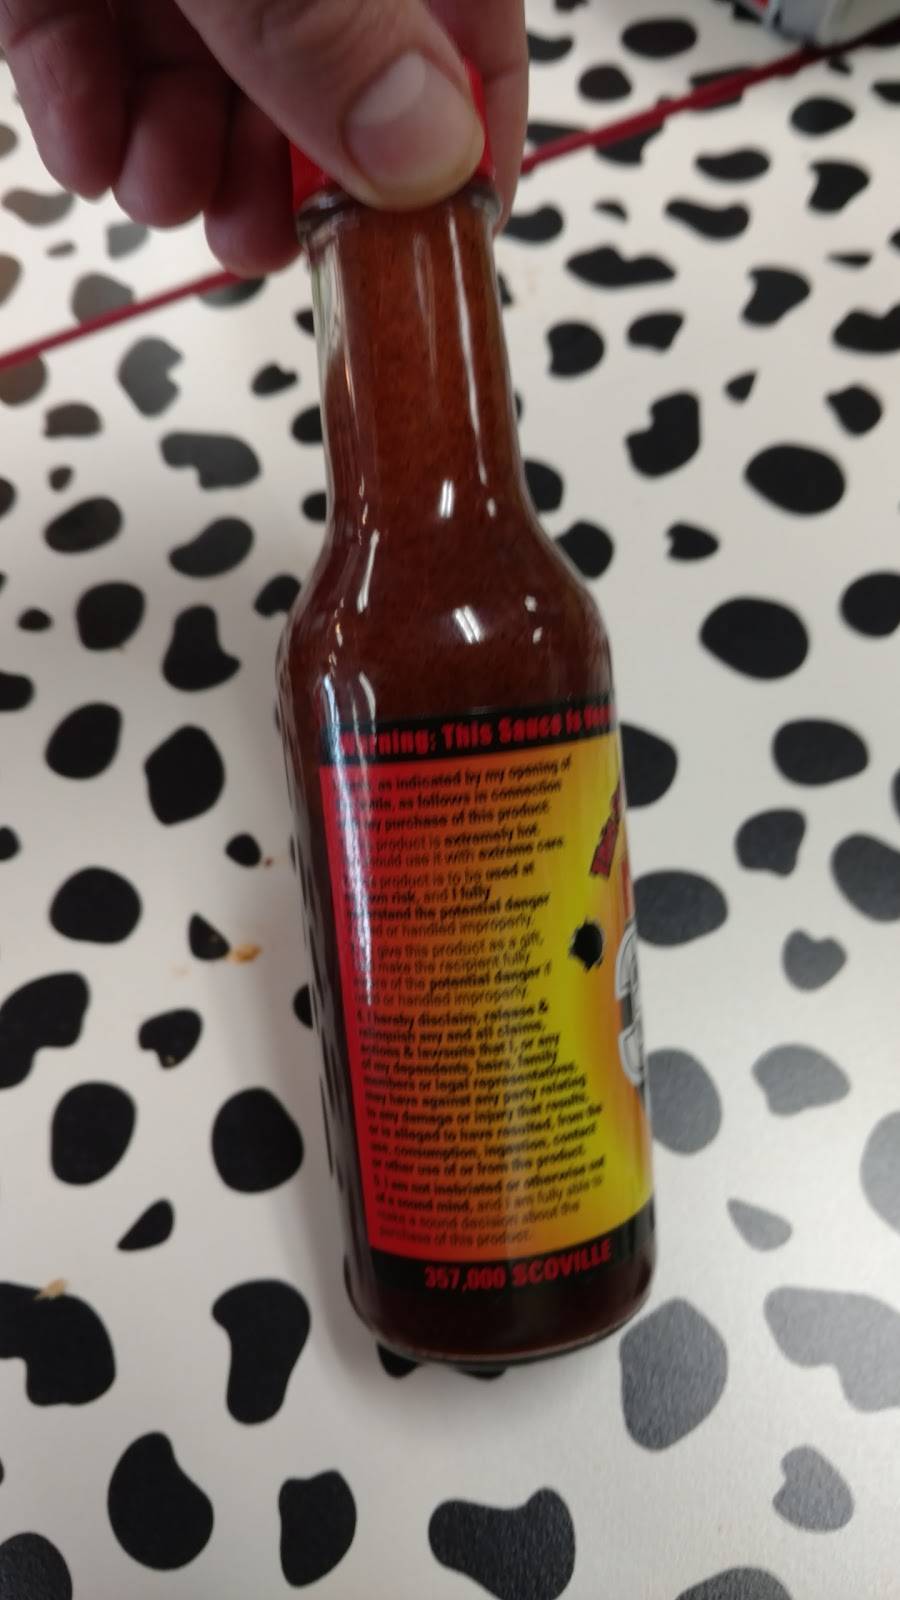 Warning: This Sauce is
as indicated by my opening of
as follows in connection
my purchase of this product:
product is extremely hot.
should use it with extreme care
product is to be used at
own risk, and I fully
understand the potential danger
or handled improperly.
give this product as a gift,
make the recipient fully
aware of the potential danger if
or handled improperly.
4. I hereby disclaim, release &
relinquish any and all claims,
actions & lawsuits that I, or any
of my dependents, heirs, family
members or legal representatives,
may have against any party relating
to any damage or injury that results,
or is alleged to have resulted, from the
use, consumption, ingestion, contact
or other use of or from the product.
5. I am not inebriated or otherwise not
of a sound mind, and I am fully able to
make a sound decision about the
purchase of this product.
357,000 SCOVILLE